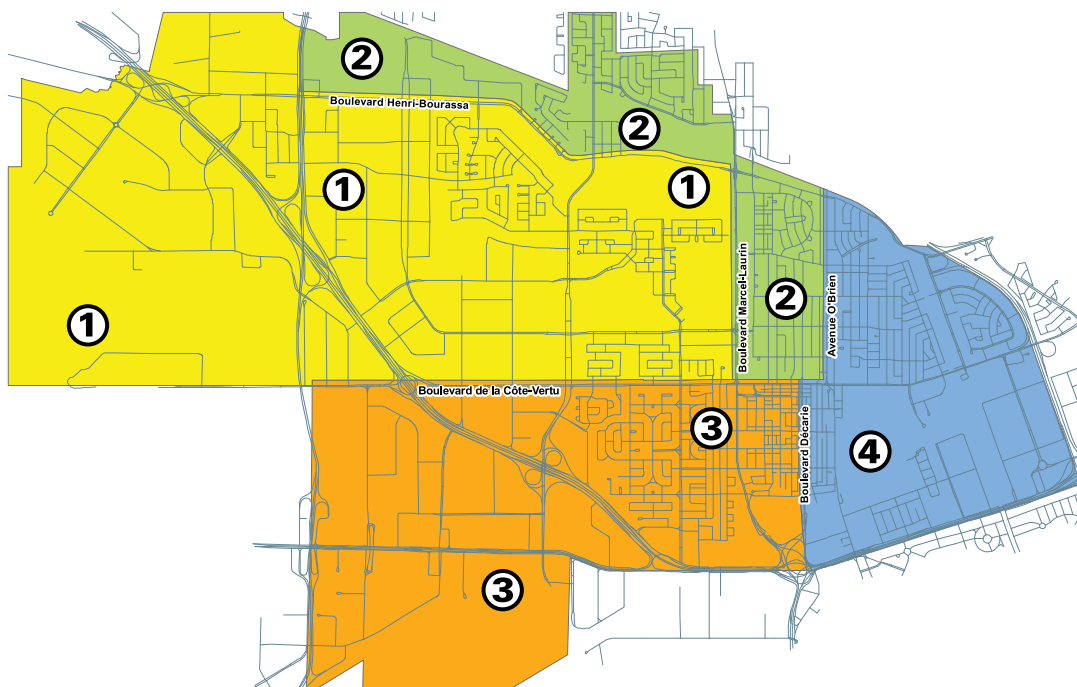 2
Boulevard Henri-Bourassa
2
1
1
Boulevard Marcel-Laurin
2
Avenue O'Brien
1
Boulevard de la Côte-Vertu
3
Boulevard Décarie
4
3